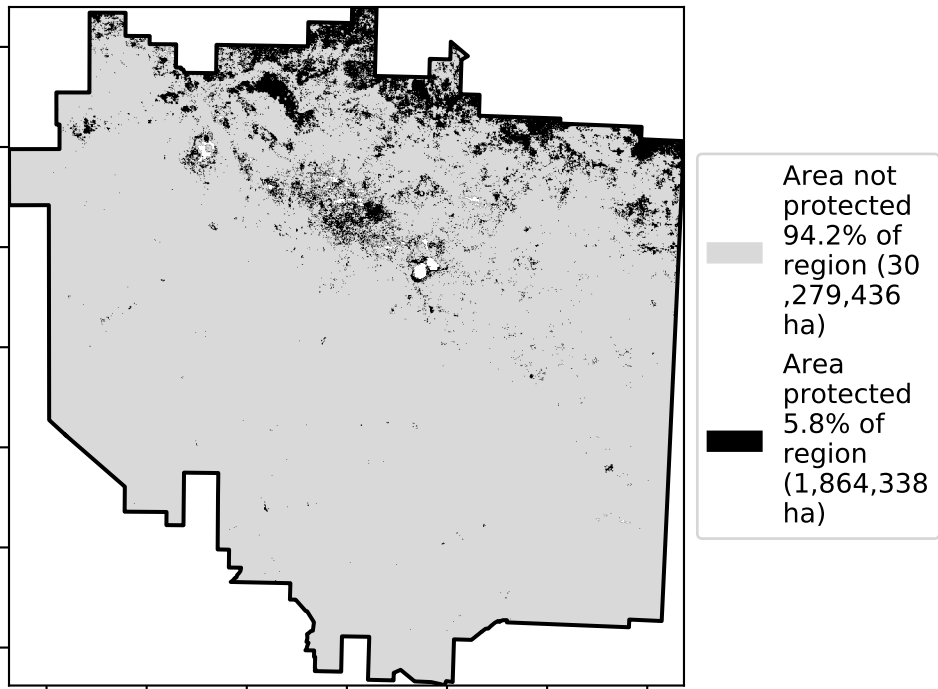 Area not
protected
94.2% of
region (30
,279,436
ha)
Area
protected
5.8% of
region
(1,864,338
ha)